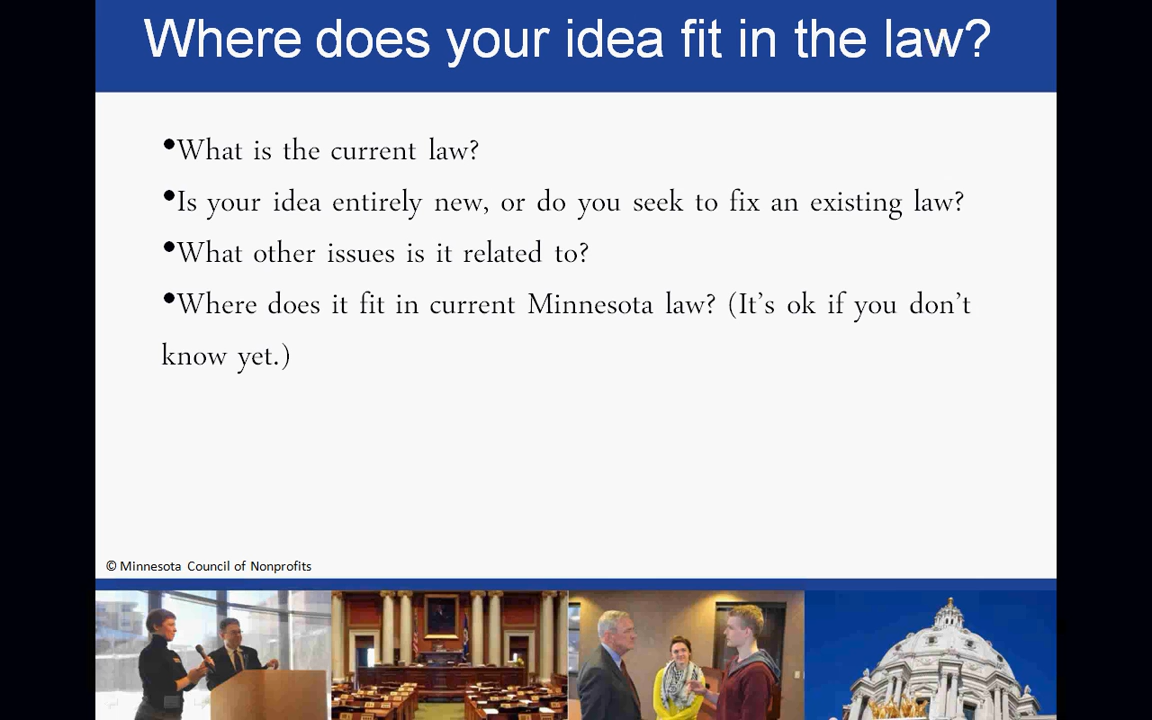 Where does your idea fit in the law?
•What is the current law?
•Is your idea entirely new, or do you seek to fix an existing law?
•What other issues is it related to?
•Where does it fit in current Minnesota law? (It’s ok if you don’t
know yet.)
© Minnesota Council of Nonprofits